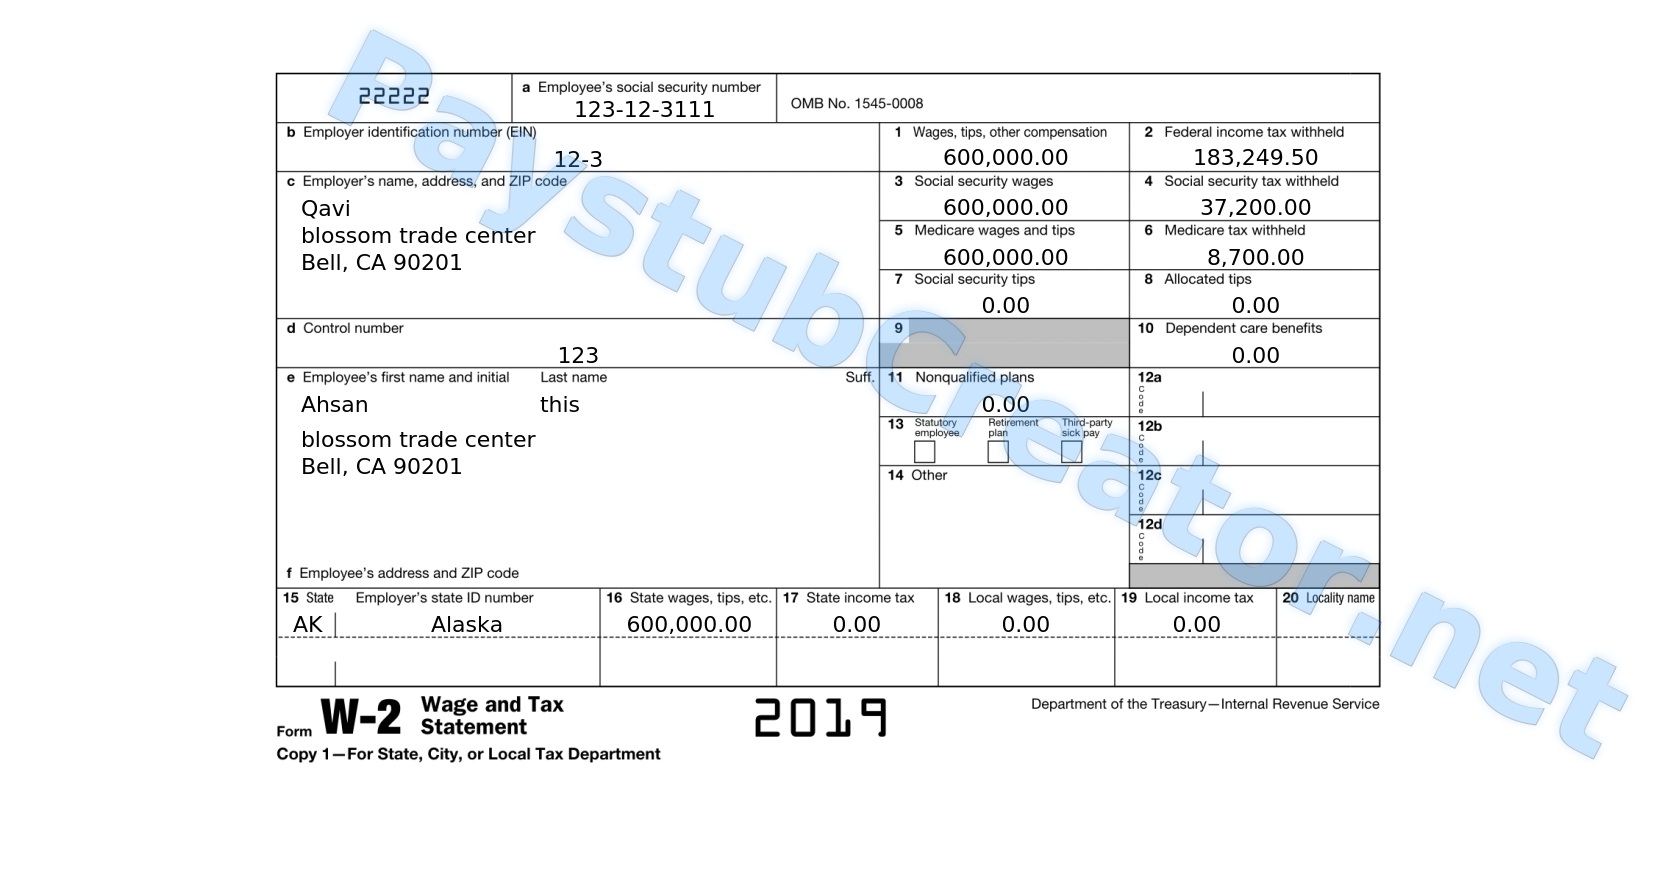 22222
a Employee's social security number
123-12-3111
OMB No. 1545-0008
b Employer identification number (EIN)
12-3
1 Wages, tips, other compensation
600,000.00
2 Federal income tax withheld
183,249.50
c Employer's name, address, and ZIP code
Qavi
blossom trade center
Bell, CA 90201
3 Social security wages
600,000.00
4 Social security tax withheld
37,200.00
5 Medicare wages and tips
600,000.00
6 Medicare tax withheld
8,700.00
7 Social security tips
0.00
8 Allocated tips
0.00
d Control number
123
9
10 Dependent care benefits
0.00
e Employee's first name and initial Last name Suff.
Ahsan this
blossom trade center
Bell, CA 90201
f Employee's address and ZIP code
11 Nonqualified plans
0.00
12a
Code
13 Statutory employee Retirement plan Third-party sick pay
12b
Code
14 Other
12c
Code
12d
Code
15 State Employer's state ID number
AK Alaska
16 State wages, tips, etc.
600,000.00
17 State income tax
0.00
18 Local wages, tips, etc.
0.00
19 Local income tax
0.00
20 Locality name
Form W-2 Wage and Tax Statement
2019
Department of the Treasury—Internal Revenue Service
Copy 1—For State, City, or Local Tax Department
PaystubCreator.net